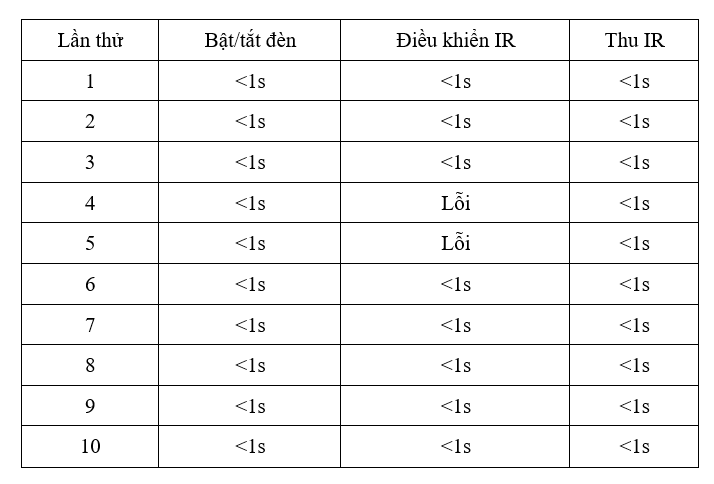 Lần thử Bật/tắt đèn Điều khiển IR Thu IR
1 <1s <1s <1s
2 <1s <1s <1s
3 <1s <1s <1s
4 <1s Lỗi <1s
5 <1s Lỗi <1s
6 <1s <1s <1s
7 <1s <1s <1s
8 <1s <1s <1s
9 <1s <1s <1s
10 <1s <1s <1s